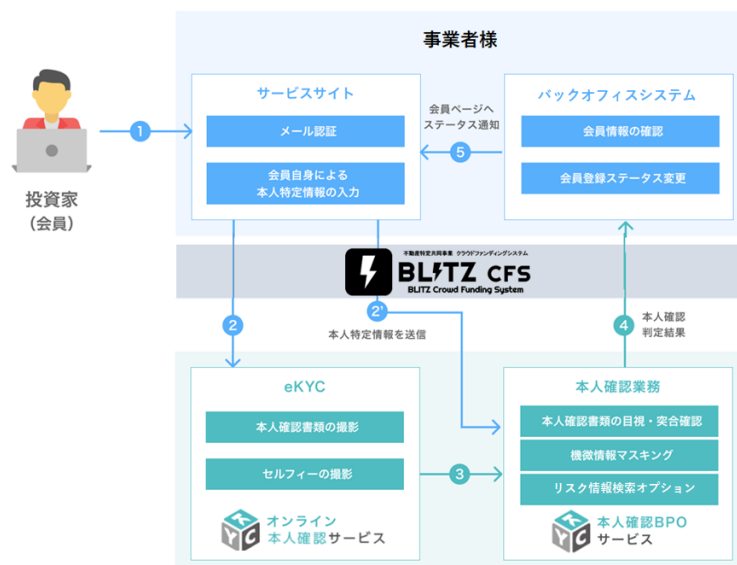 事業者様
投資家
(会員)
1
サービスサイト
メール認証
会員自身による
本人特定情報の入力
会員ページへ
ステータス通知
5
バックオフィスシステム
会員情報の確認
会員登録ステータス変更
不動産特定共同事業 クラウドファンディングシステム
BLITZ CFS
BLITZ Crowd Funding System
2
2'
本人特定情報を送信
4
本人確認
判定結果
eKYC
本人確認書類の撮影
セルフィーの撮影
KYC
オンライン
本人確認サービス
3
本人確認業務
本人確認書類の目視・突合確認
機微情報マスキング
リスク情報検索オプション
KYC
本人確認BPO
サービス